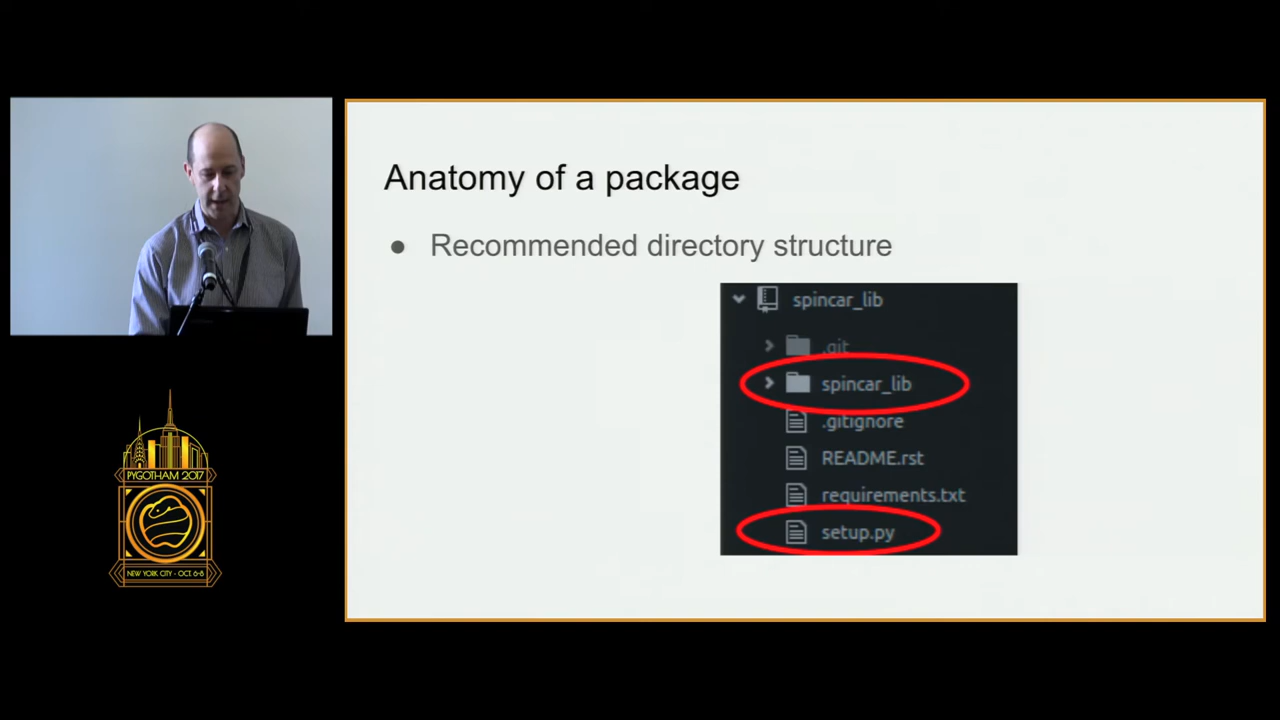 Anatomy of a package
● Recommended directory structure
spincar_lib
.git
spincar_lib
.gitignore
README.rst
requirements.txt
setup.py
PYGOTHAM 2017
NEW YORK CITY - OCT. 6-8